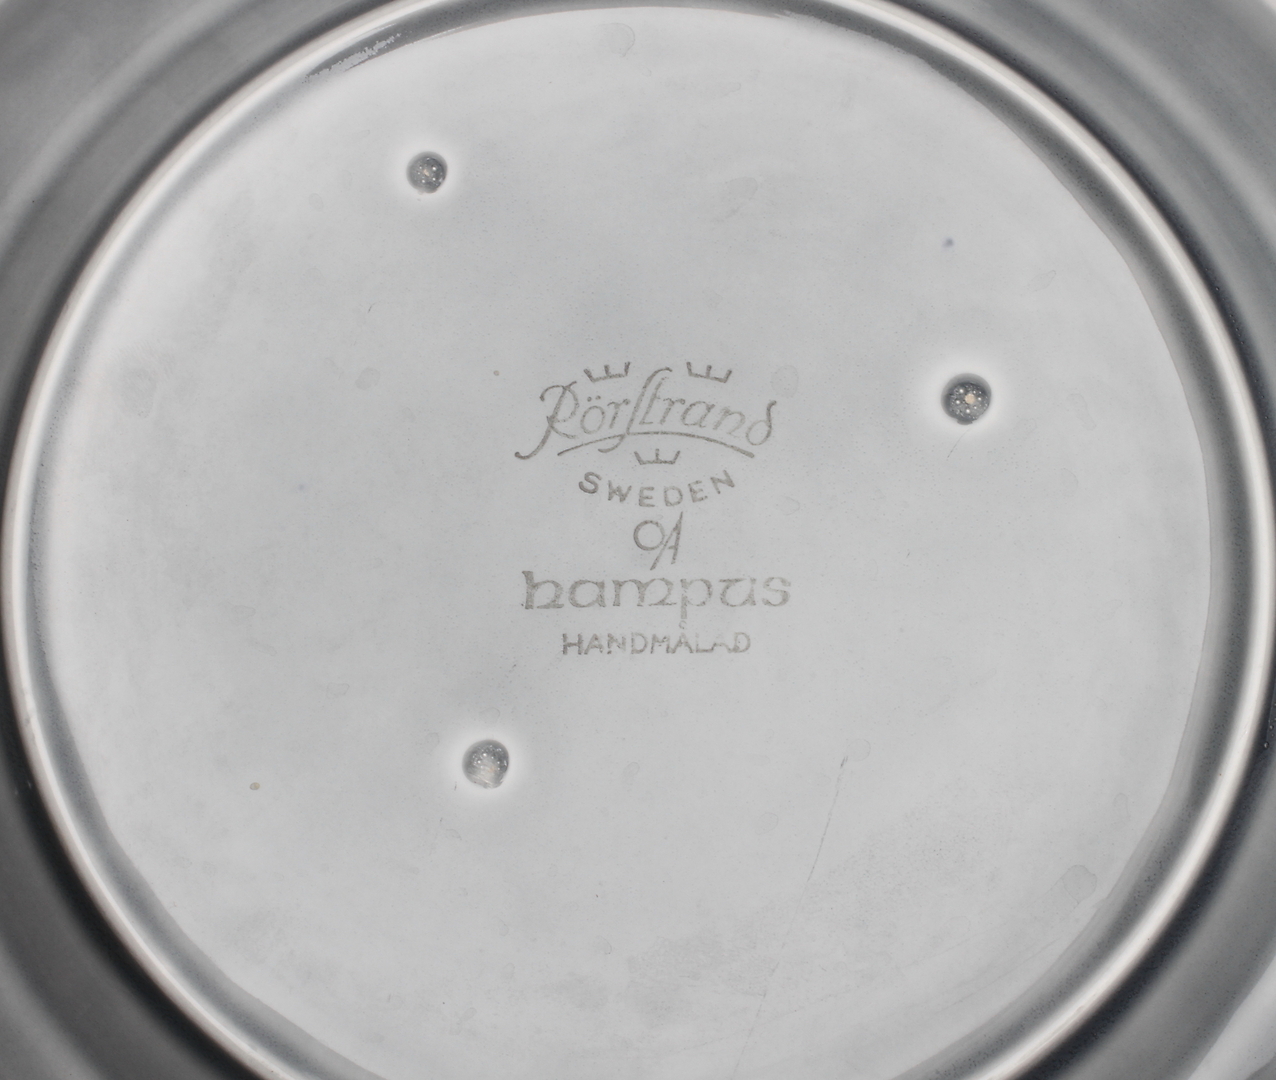 Rörstrand
SWEDEN
OA
hampus
HANDMÅLAD